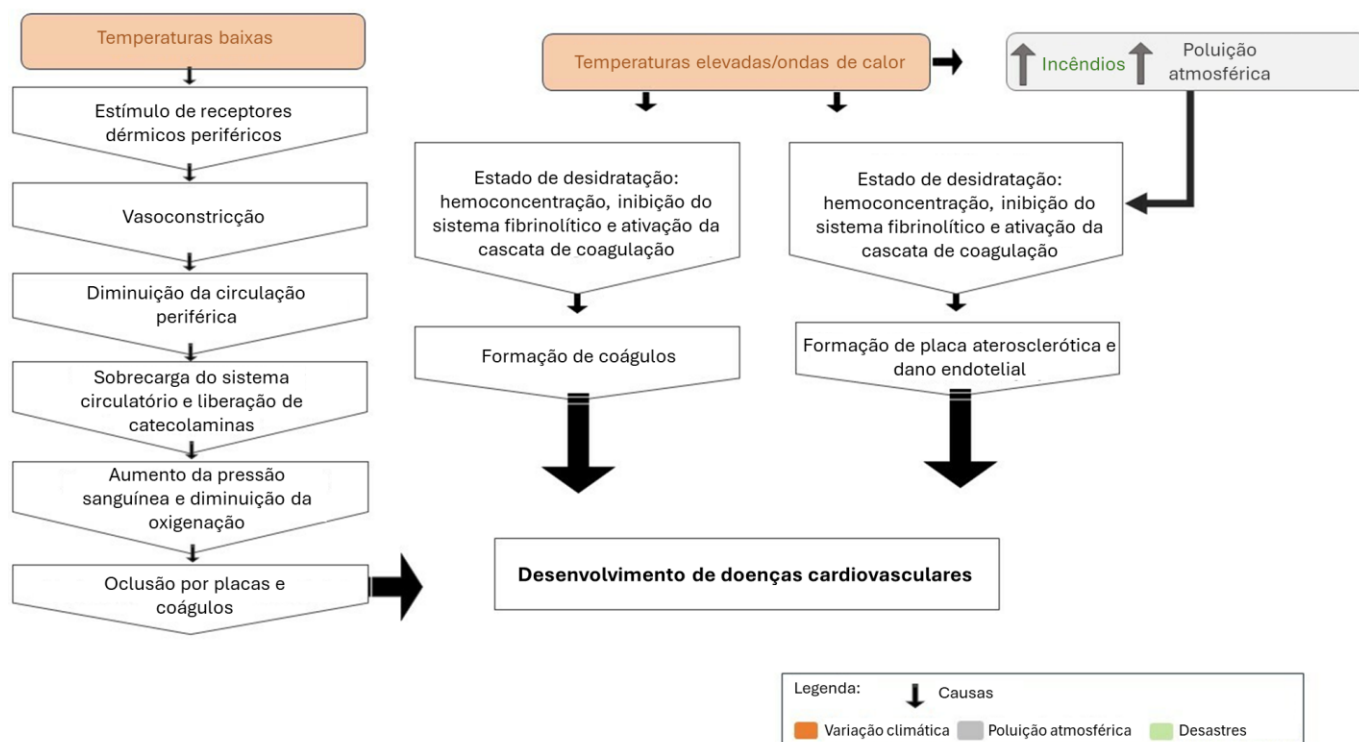 Temperaturas baixas
Estímulo de receptores
dérmicos periféricos
Vasoconstricção
Diminuição da circulação
periférica
Sobrecarga do sistema
circulatório e liberação de
catecolaminas
Aumento da pressão
sanguínea e diminuição da
oxigenação
Oclusão por placas e
coágulos
Temperaturas elevadas/ondas de calor
Incêndios
Poluição
atmosférica
Estado de desidratação:
hemoconcentração, inibição do
sistema fibrinolítico e ativação da
cascata de coagulação
Formação de coágulos
Estado de desidratação:
hemoconcentração, inibição do
sistema fibrinolítico e ativação da
cascata de coagulação
Formação de placa aterosclerótica e
dano endotelial
Desenvolvimento de doenças cardiovasculares
Legenda:
Causas
Variação climática
Poluição atmosférica
Desastres